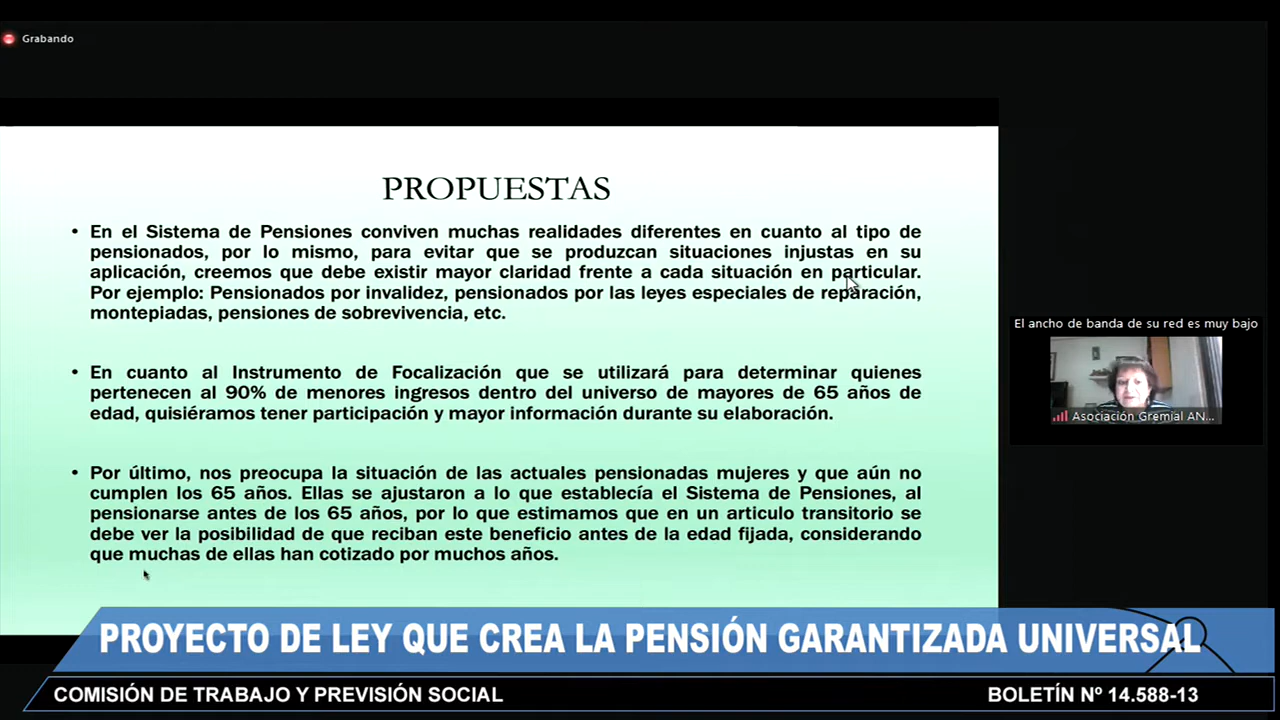 Grabando
PROPUESTAS
• En el Sistema de Pensiones conviven muchas realidades diferentes en cuanto al tipo de
pensionados, por lo mismo, para evitar que se produzcan situaciones injustas en su
aplicación, creemos que debe existir mayor claridad frente a cada situación en particular.
Por ejemplo: Pensionados por invalidez, pensionados por las leyes especiales de reparación,
montepiadas, pensiones de sobrevivencia, etc.
• En cuanto al Instrumento de Focalización que se utilizará para determinar quienes
pertenecen al 90% de menores ingresos dentro del universo de mayores de 65 años de
edad, quisiéramos tener participación y mayor información durante su elaboración.
• Por último, nos preocupa la situación de las actuales pensionadas mujeres y que aún no
cumplen los 65 años. Ellas se ajustaron a lo que establecía el Sistema de Pensiones, al
pensionarse antes de los 65 años, por lo que estimamos que en un articulo transitorio se
debe ver la posibilidad de que reciban este beneficio antes de la edad fijada, considerando
que muchas de ellas han cotizado por muchos años.
El ancho de banda de su red es muy bajo
Asociación Gremial AN...
PROYECTO DE LEY QUE CREA LA PENSIÓN GARANTIZADA UNIVERSAL
COMISIÓN DE TRABAJO Y PREVISIÓN SOCIAL
BOLETÍN Nº 14.588-13